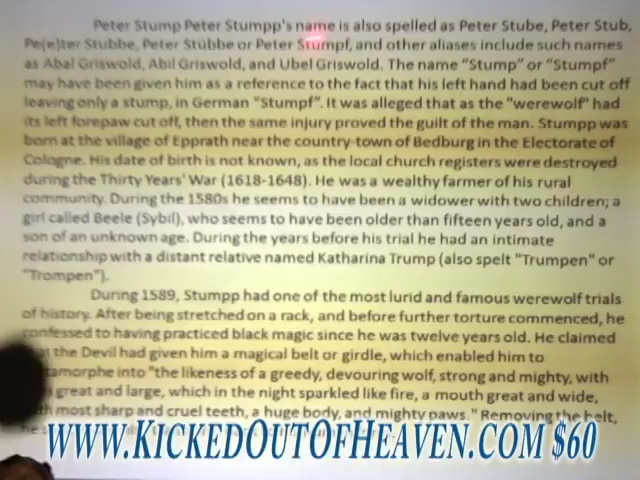 Peter Stump Peter Stumpp's name is also spelled as Peter Stube, Peter Stub,
Pe(e)ter Stubbe, Peter Stübbe or Peter Stumpf, and other aliases include such names
as Abal Griswold, Abil Griswold, and Ubel Griswold. The name "Stump" or "Stumpf"
may have been given him as a reference to the fact that his left hand had been cut off
leaving only a stump, in German "Stumpf". It was alleged that as the "werewolf" had
its left forepaw cut off, then the same injury proved the guilt of the man. Stumpp was
born at the village of Epprath near the country-town of Bedburg in the Electorate of
Cologne. His date of birth is not known, as the local church registers were destroyed
during the Thirty Years' War (1618-1648). He was a wealthy farmer of his rural
community. During the 1580s he seems to have been a widower with two children; a
girl called Beele (Sybil), who seems to have been older than fifteen years old, and a
son of an unknown age. During the years before his trial he had an intimate
relationship with a distant relative named Katharina Trump (also spelt "Trumpen" or
"Trompen").
During 1589, Stumpp had one of the most lurid and famous werewolf trials
of history. After being stretched on a rack, and before further torture commenced, he
confessed to having practiced black magic since he was twelve years old. He claimed
the Devil had given him a magical belt or girdle, which enabled him to
tamorphe into "the likeness of a greedy, devouring wolf, strong and mighty, with
great and large, which in the night sparkled like fire, a mouth great and wide,
most sharp and cruel teeth, a huge body, and mighty paws." Removing the belt,
WWW.KICKEDOUTOFHEAVEN.COM $60